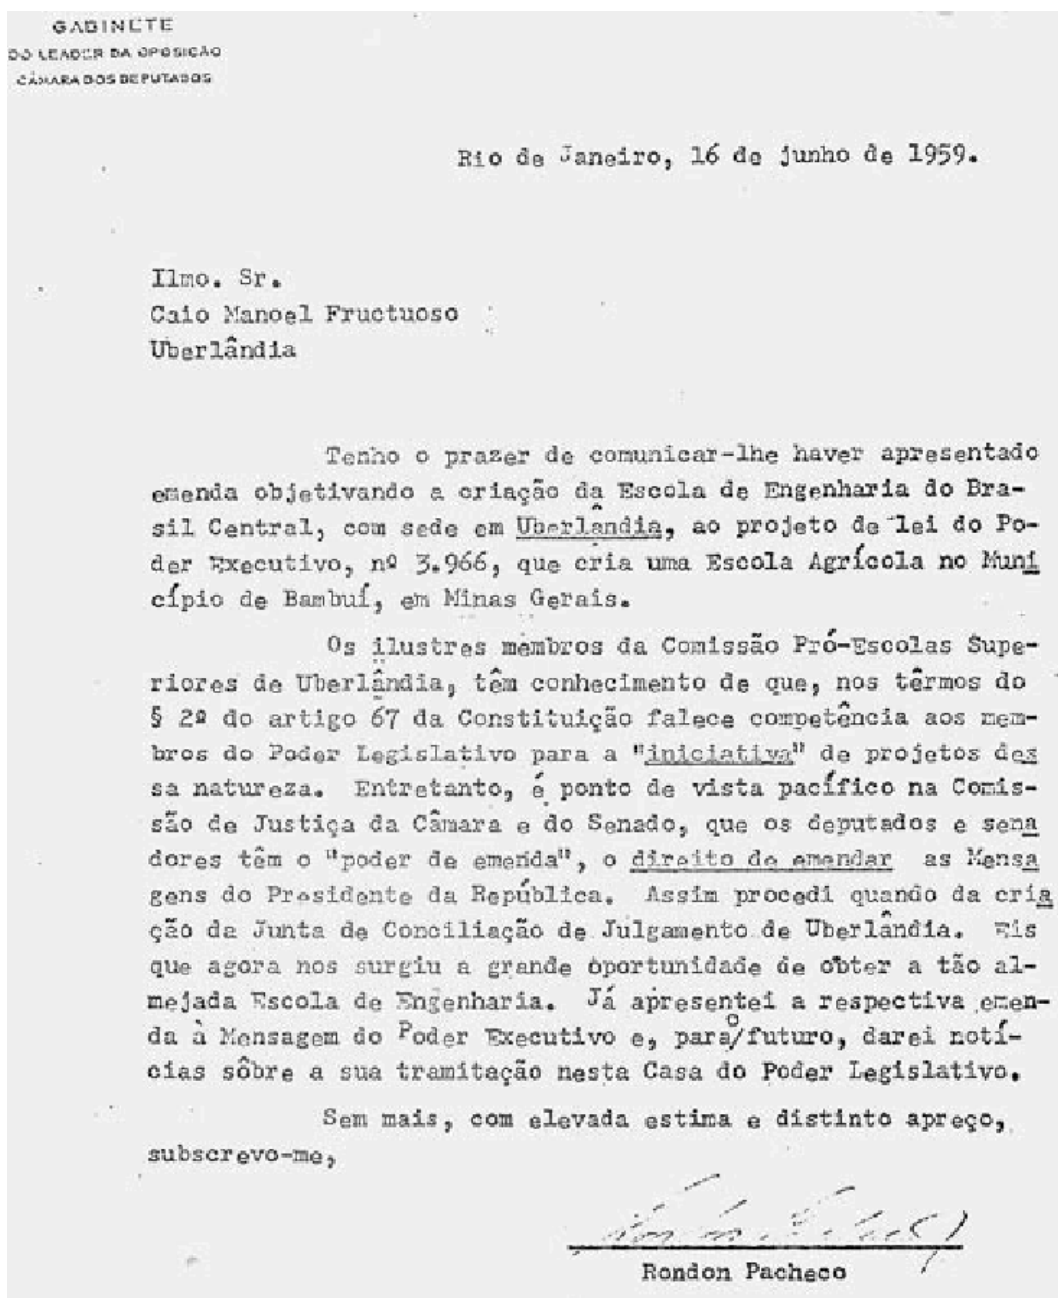 GABINETE
DO LEADER DA OPOSIÇÃO
CÂMARA DOS DEPUTADOS
Rio de Janeiro, 16 de junho de 1959.
Ilmo. Sr.
Caio Manoel Fructuoso
Uberlândia
Tenho o prazer de comunicar-lhe haver apresentado
emenda objetivando a criação da Escola de Engenharia do Bra-
sil Central, com sede em Uberlândia, ao projeto de lei do Po-
der Executivo, nº 3.966, que cria uma Escola Agrícola no Muni
cípio de Bambuí, em Minas Gerais.
Os ilustres membros da Comissão Pró-Escolas Supe-
riores de Uberlândia, têm conhecimento de que, nos têrmos do
§ 2º do artigo 67 da Constituição falece competência aos mem-
bros do Poder Legislativo para a "iniciativa" de projetos des
sa natureza. Entretanto, é ponto de vista pacífico na Comis-
são de Justiça da Câmara e do Senado, que os deputados e sena
dores têm o "poder de emenda", o direito de emendar as Mensa
gens do Presidente da República. Assim procedi quando da cria
ção da Junta de Conciliação de Julgamento de Uberlândia. Eis
que agora nos surgiu a grande oportunidade de obter a tão al-
mejada Escola de Engenharia. Já apresentei a respectiva emen-
da à Mensagem do Poder Executivo e, para o/futuro, darei notí-
cias sôbre a sua tramitação nesta Casa do Poder Legislativo.
Sem mais, com elevada estima e distinto apreço,
subscrevo-me,
Rondon Pacheco
Rondon Pacheco